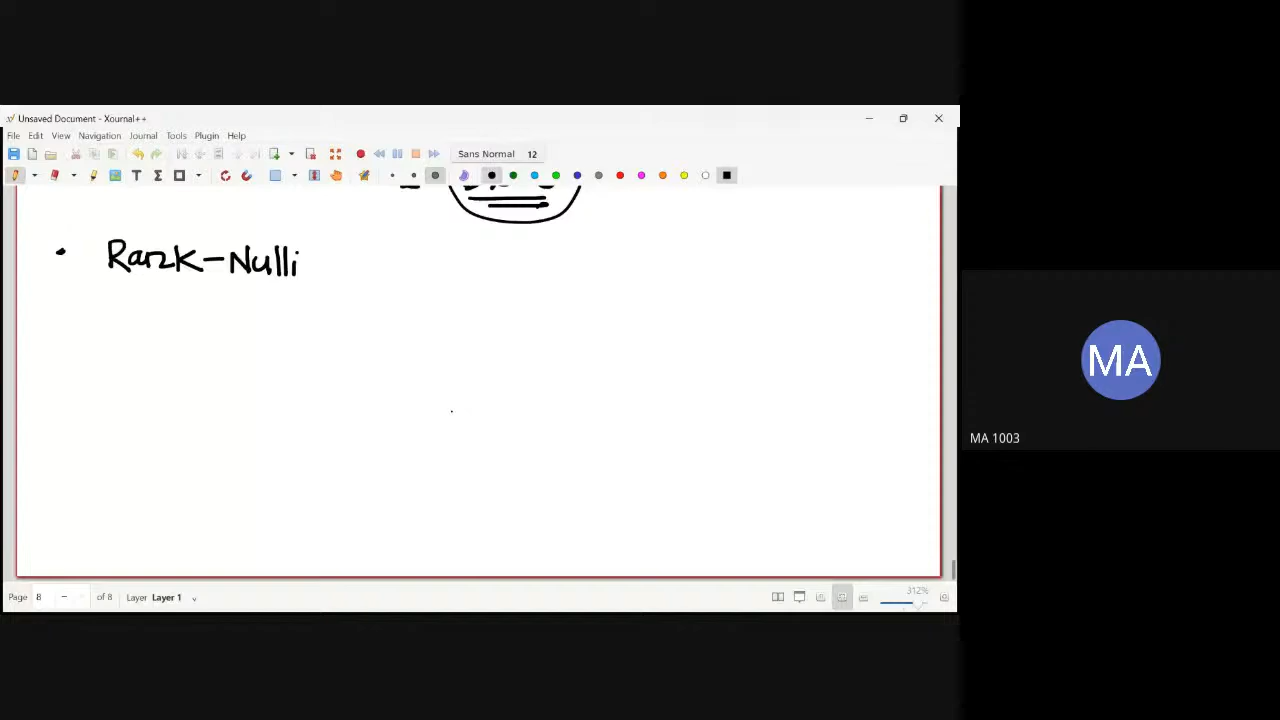 Unsaved Document - Xournal++
File Edit View Navigation Journal Tools Plugin Help
Sans Normal 12
• Rank-Nulli
MA
MA 1003
Page 8 of 8 Layer Layer 1
312%